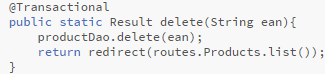 @Transactional
public static Result delete(String ean){
    productDao.delete(ean);
    return redirect(routes.Products.list());
}